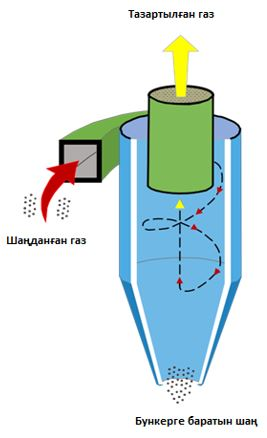 Тазартылған газ
Шаңданған газ
Бункерге баратын шаң